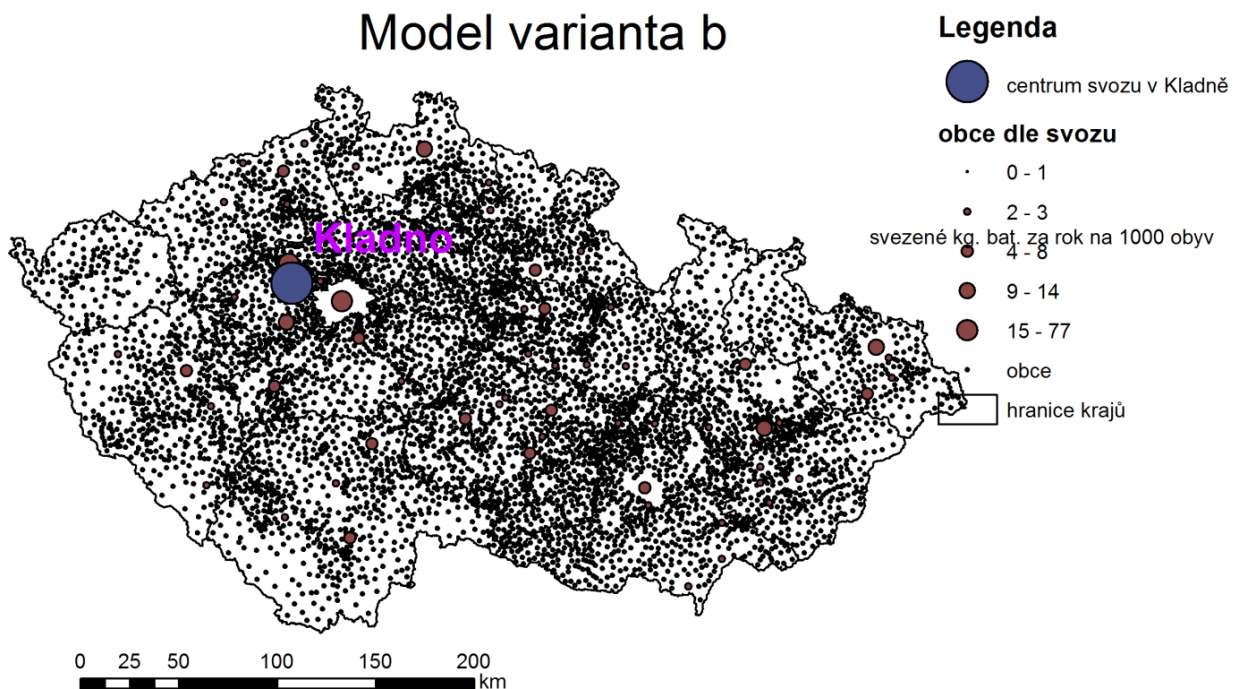 Model varianta b
Legenda
centrum svozu v Kladně
obce dle svozu
0 - 1
2 - 3
svezené kg. bat. za rok na 1000 obyv
4 - 8
9 - 14
15 - 77
obce
hranice krajů
Kladno
0 25 50 100 150 200
km